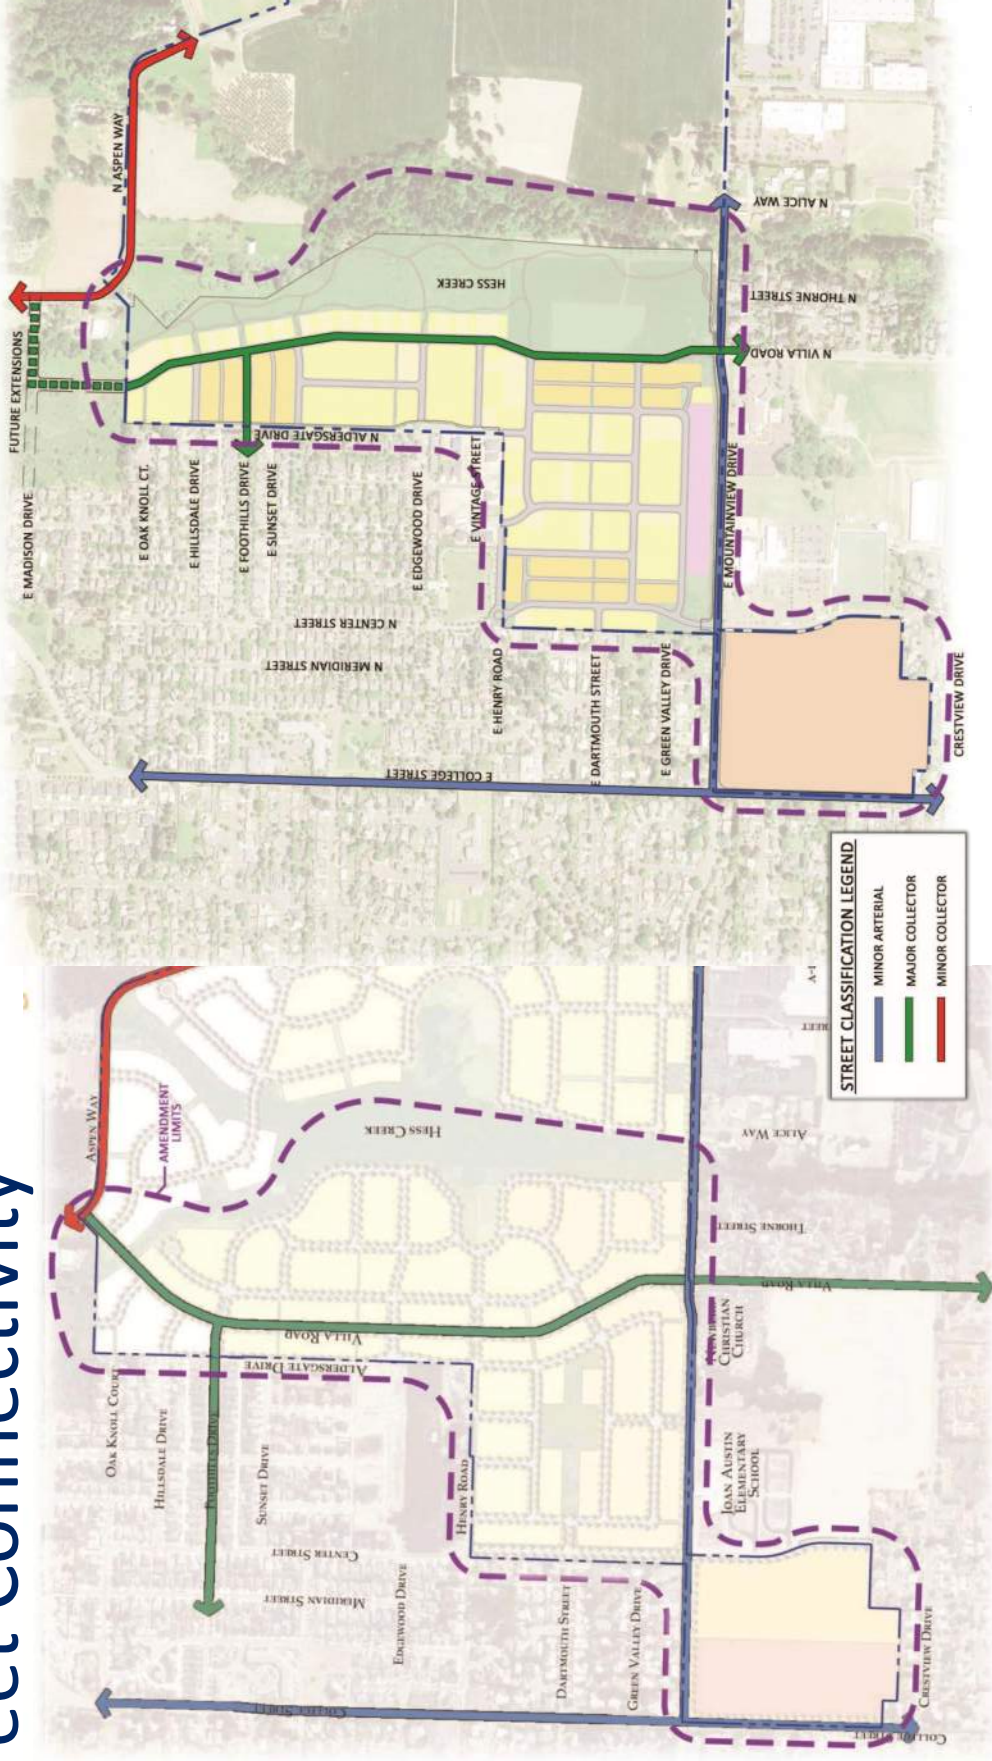 Connectivity
ASPEN WAY
AMENDMENT
LIMITS
HESS CREEK
VILLA ROAD
ALDERSGATE DRIVE
OAK KNOLL COURT
HILLSDALE DRIVE
FOOTHILLS DRIVE
SUNSET DRIVE
CENTER STREET
MERIDIAN STREET
EDGEWOOD DRIVE
HENRY ROAD
DARTMOUTH STREET
GREEN VALLEY DRIVE
COLLEGE STREET
COLLEGE STREET
CRESTVIEW DRIVE
JOAN AUSTIN
ELEMENTARY
SCHOOL
CHRISTIAN
CHURCH
VILLA ROAD
THORNE STREET
ALICE WAY
STREET CLASSIFICATION LEGEND
MINOR ARTERIAL
MAJOR COLLECTOR
MINOR COLLECTOR
FUTURE EXTENSIONS
N ASPEN WAY
E MADISON DRIVE
E OAK KNOLL CT.
E HILLSDALE DRIVE
E FOOTHILLS DRIVE
E SUNSET DRIVE
N ALDERSGATE DRIVE
E EDGEWOOD DRIVE
E VINTAGE STREET
HESS CREEK
N CENTER STREET
N MERIDIAN STREET
E COLLEGE STREET
E HENRY ROAD
E DARTMOUTH STREET
E GREEN VALLEY DRIVE
E MOUNTAINVIEW DRIVE
N VILLA ROAD
N THORNE STREET
N ALICE WAY
CRESTVIEW DRIVE